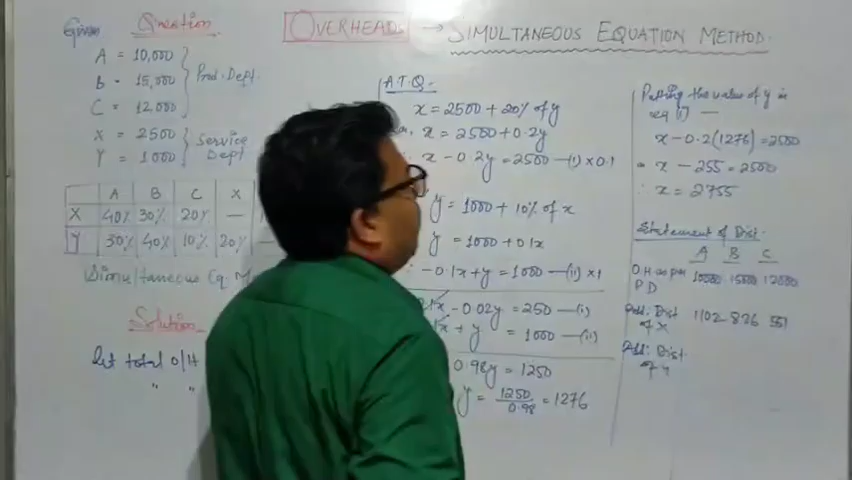 OVERHEADS → SIMULTANEOUS EQUATION METHOD.
Given Question
A = 10,000
B = 15,000
C = 12,000
Prod. Dept.
X = 2500
Y = 1000
Service Dept
A B C X
X 40% 30% 20% —
Y 30% 40% 10% 20% —
Simultaneous Eq. M
Solution
Let total O/H
" "
A.T.Q.
x = 2500 + 20% of y
x = 2500 + 0.2y
x - 0.2y = 2500 —(i) × 0.1
y = 1000 + 10% of x
y = 1000 + 0.1x
-0.1x + y = 1000 —(ii) × 1
1x - 0.02y = 250 —(i)
1x + y = 1000 —(ii)
0.98y = 1250
y = 1250/0.98 = 1276
Putting the value of y in
eq (i) —
x - 0.2(1276) = 2500
x - 255 = 2500
x = 2755
Statement of Dist.
A B C
O.H. as per P D 10000 15000 12000
Add: Dist of X 1102 826 551
Add: Dist of Y